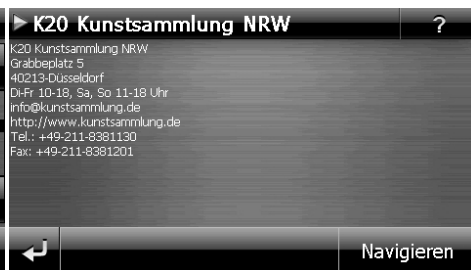 K20 Kunstsammlung NRW
?
K20 Kunstsammlung NRW
Grabbeplatz 5
40213-Düsseldorf
Di-Fr 10-18, Sa, So 11-18 Uhr
info@kunstsammlung.de
http://www.kunstsammlung.de
Tel.: +49-211-8381130
Fax: +49-211-8381201
Navigieren